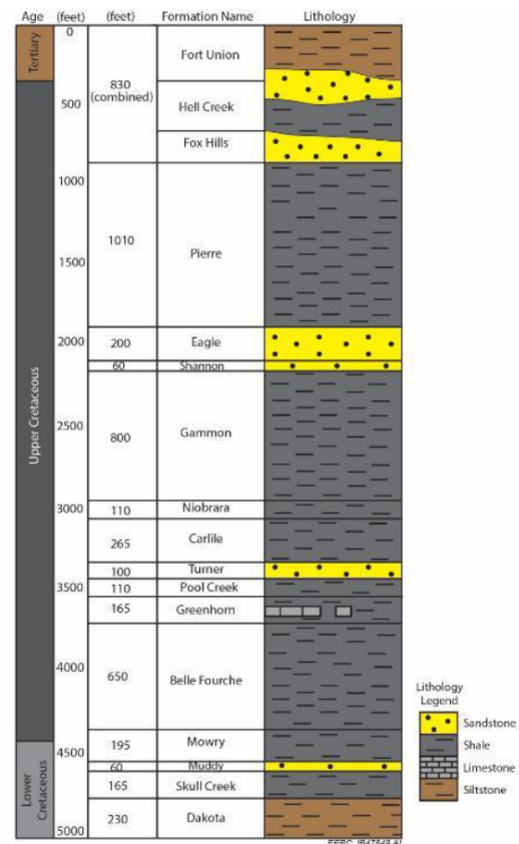 Age (feet) (feet) Formation Name Lithology
Tertiary
Upper Cretaceous
Lower
Cretaceous
0
500
1000
1500
2000
2500
3000
3500
4000
4500
5000
830
(combined)
Fort Union
Hell Creek
Fox Hills
1010 Pierre
200 Eagle
60 Shannon
800 Gammon
110 Niobrara
265 Carlile
100 Turner
110 Pool Creek
165 Greenhorn
650 Belle Fourche
195 Mowry
60 Muddy
165 Skull Creek
230 Dakota
Lithology
Legend
Sandstone
Shale
Limestone
Siltstone